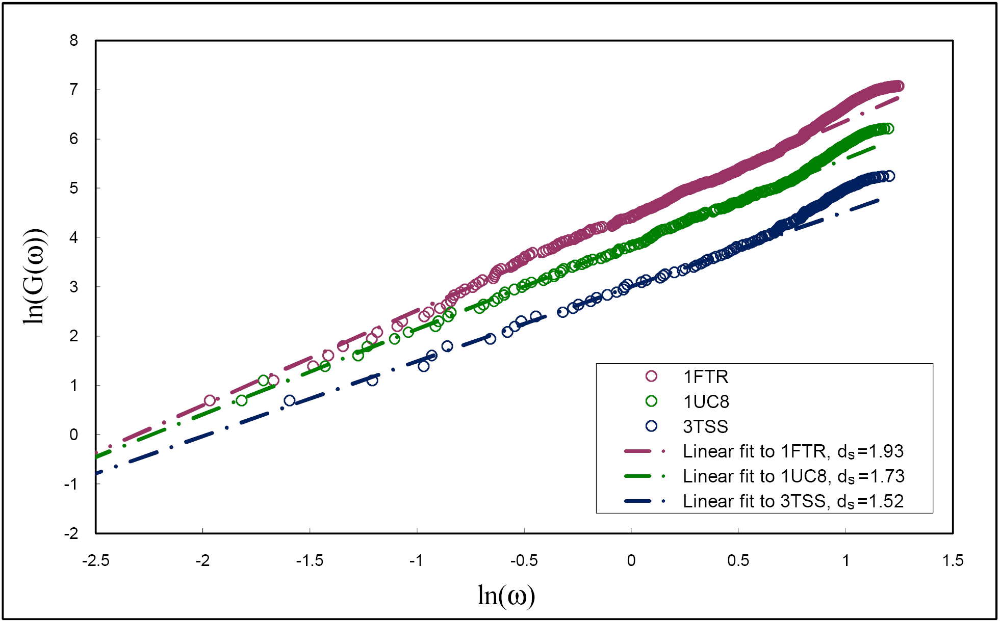 8
7
6
5
4
3
2
1
0
-1
-2
ln(G(ω))
-2.5 -2 -1.5 -1 -0.5 0 0.5 1 1.5
ln(ω)
1FTR
1UC8
3TSS
Linear fit to 1FTR, ds=1.93
Linear fit to 1UC8, ds=1.73
Linear fit to 3TSS, ds=1.52